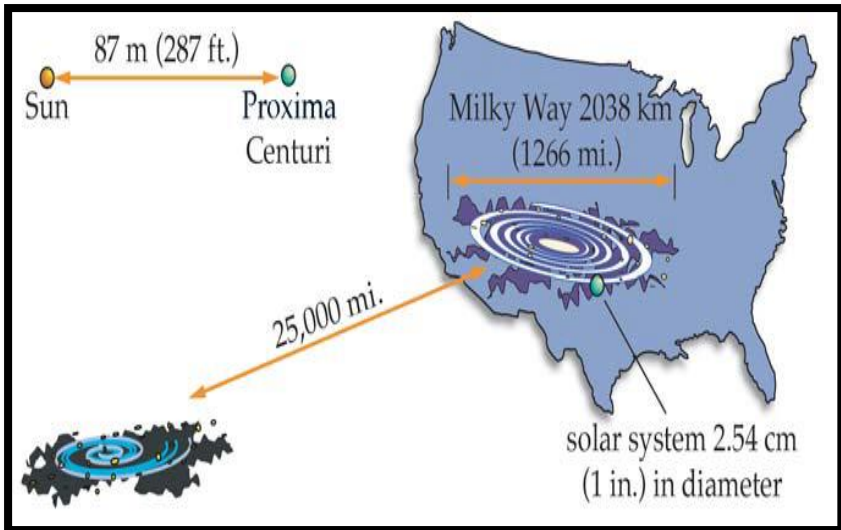 87 m (287 ft.)
Sun
Proxima
Centuri
Milky Way 2038 km
(1266 mi.)
25,000 mi.
solar system 2.54 cm
(1 in.) in diameter